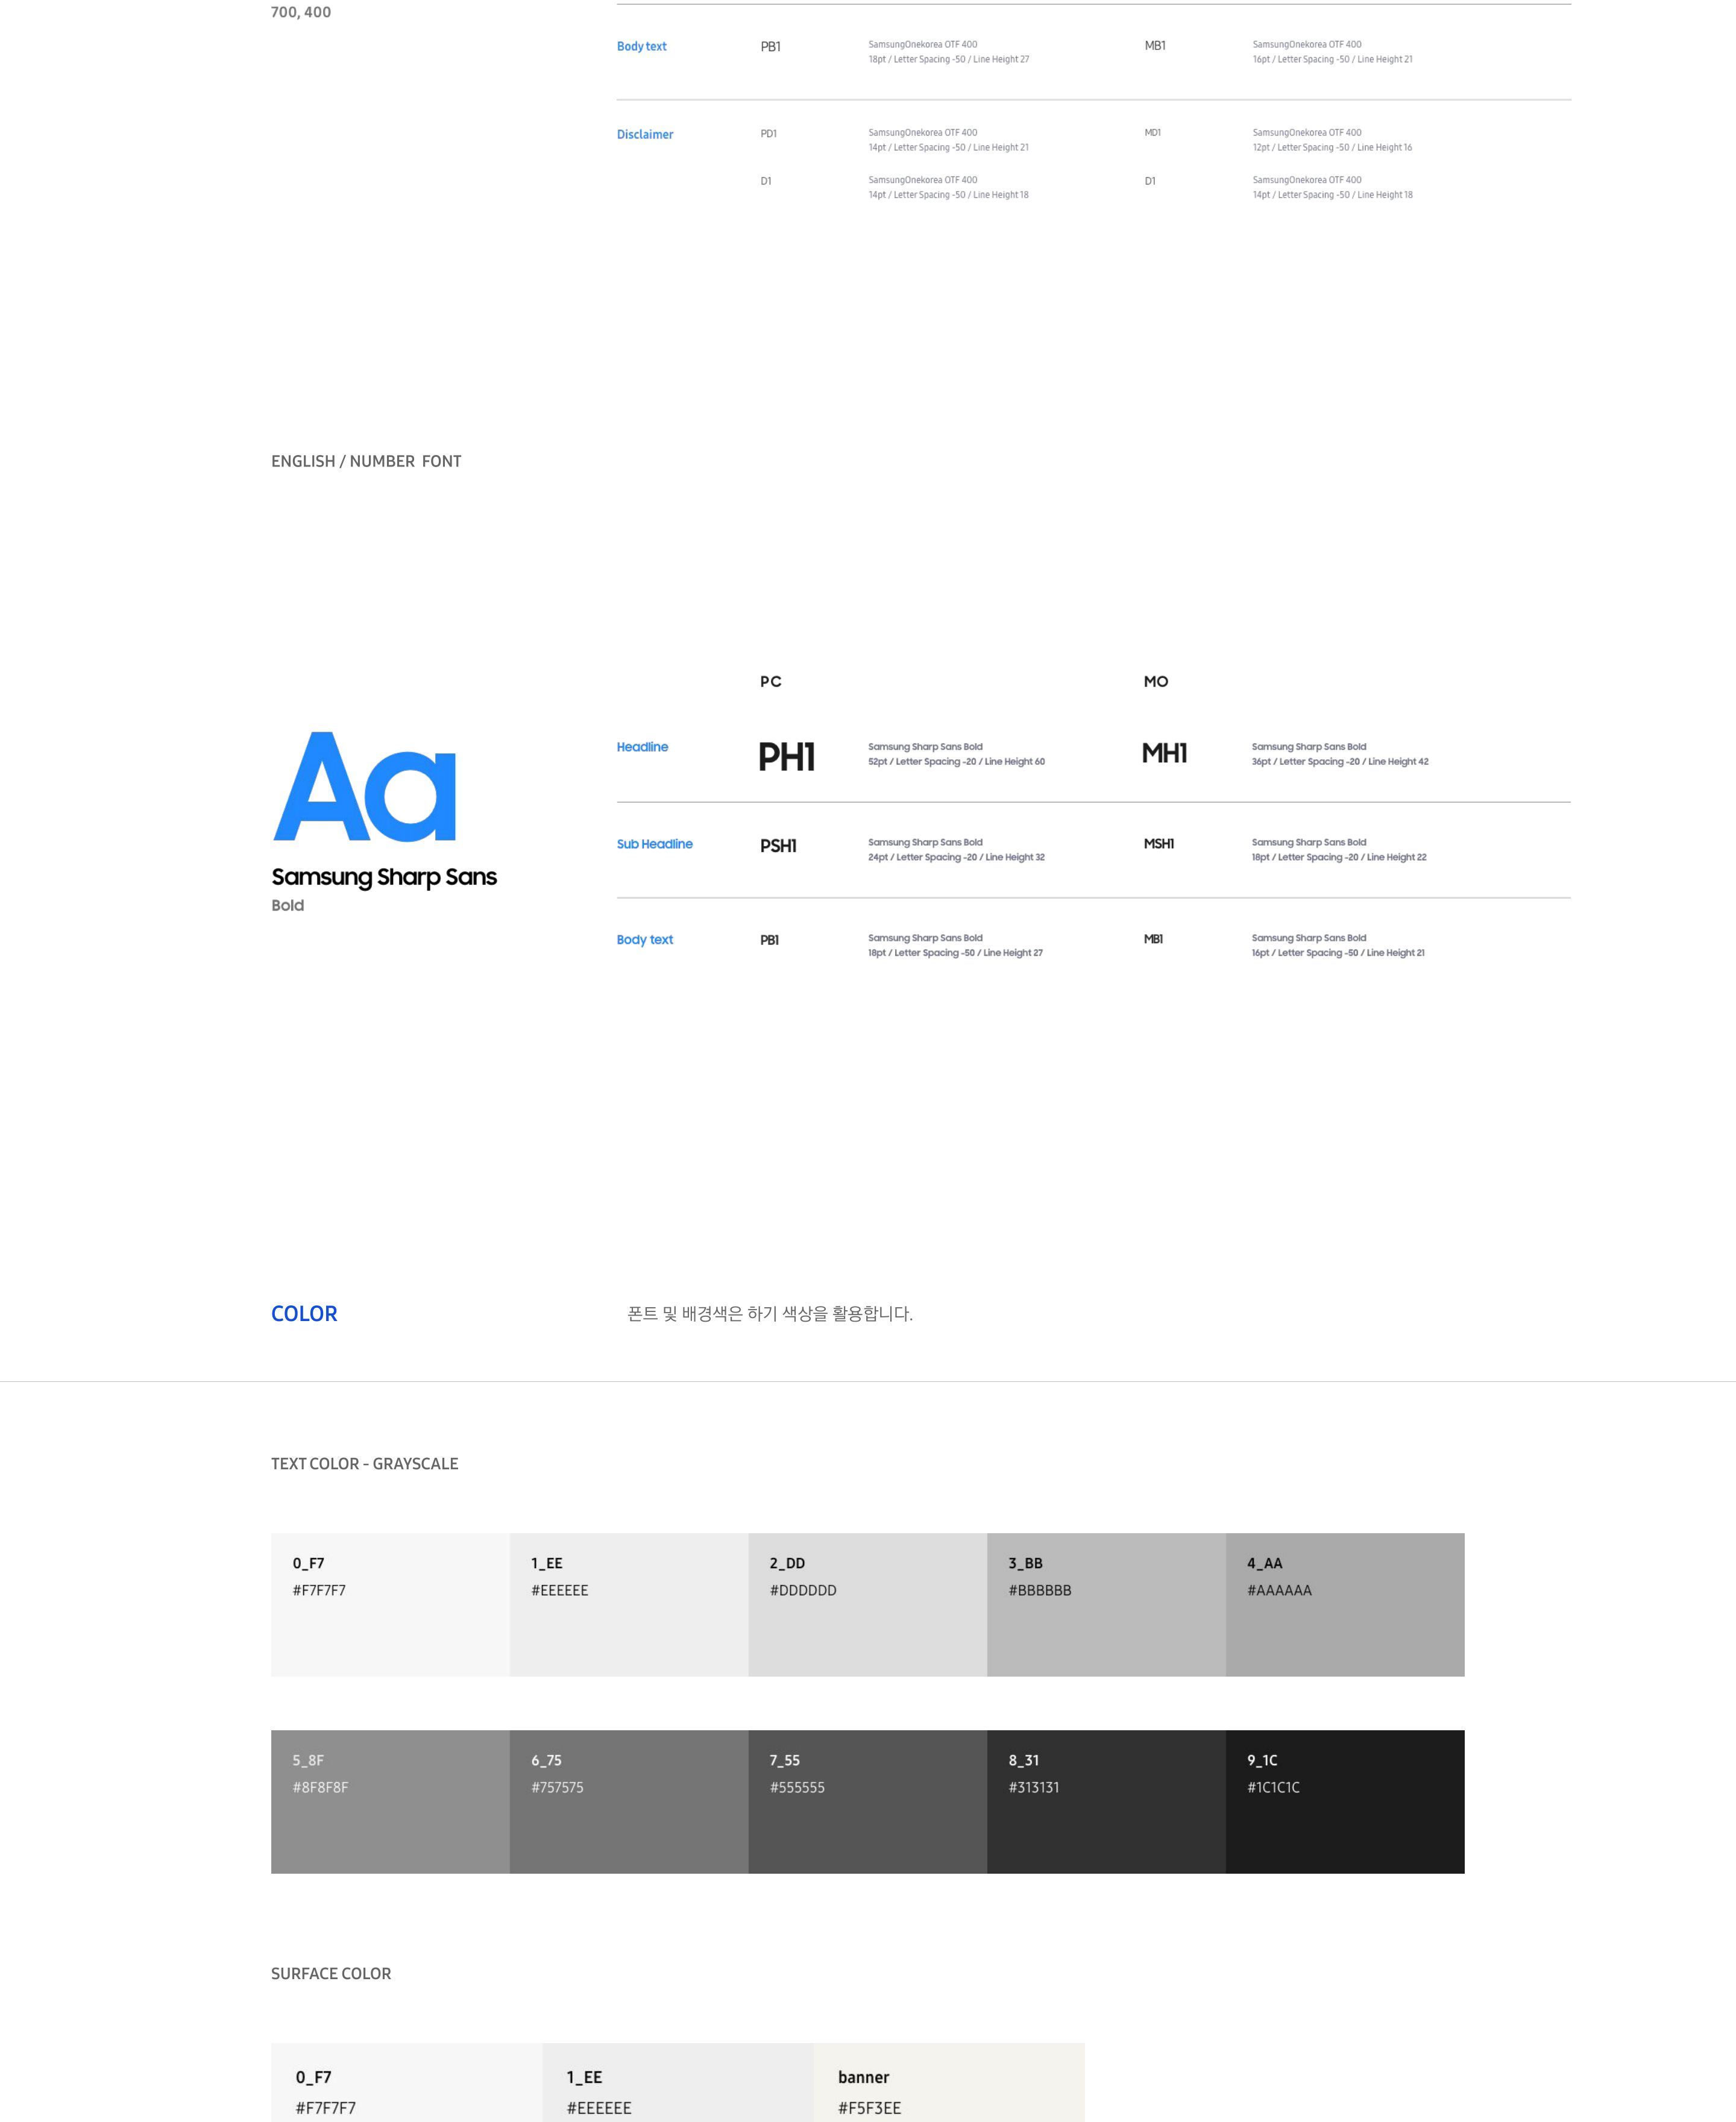 700, 400
Body text
PB1
SamsungOnekorea OTF 400
18pt / Letter Spacing -50 / Line Height 27
MB1
SamsungOnekorea OTF 400
16pt / Letter Spacing -50 / Line Height 21
Disclaimer
PD1
SamsungOnekorea OTF 400
14pt / Letter Spacing -50 / Line Height 21
MD1
SamsungOnekorea OTF 400
12pt / Letter Spacing -50 / Line Height 16
D1
SamsungOnekorea OTF 400
14pt / Letter Spacing -50 / Line Height 18
D1
SamsungOnekorea OTF 400
14pt / Letter Spacing -50 / Line Height 18
ENGLISH / NUMBER FONT
PC
MO
Aa
Samsung Sharp Sans
Bold
Headline
PH1
Samsung Sharp Sans Bold
52pt / Letter Spacing -20 / Line Height 60
MH1
Samsung Sharp Sans Bold
36pt / Letter Spacing -20 / Line Height 42
Sub Headline
PSH1
Samsung Sharp Sans Bold
24pt / Letter Spacing -20 / Line Height 32
MSH1
Samsung Sharp Sans Bold
18pt / Letter Spacing -20 / Line Height 22
Body text
PB1
Samsung Sharp Sans Bold
18pt / Letter Spacing -50 / Line Height 27
MB1
Samsung Sharp Sans Bold
16pt / Letter Spacing -50 / Line Height 21
COLOR
폰트 및 배경색은 하기 색상을 활용합니다.
TEXT COLOR - GRAYSCALE
0_F7
#F7F7F7
1_EE
#EEEEEE
2_DD
#DDDDDD
3_BB
#BBBBBB
4_AA
#AAAAAA
5_8F
#8F8F8F
6_75
#757575
7_55
#555555
8_31
#313131
9_1C
#1C1C1C
SURFACE COLOR
0_F7
#F7F7F7
1_EE
#EEEEEE
banner
#F5F3EE